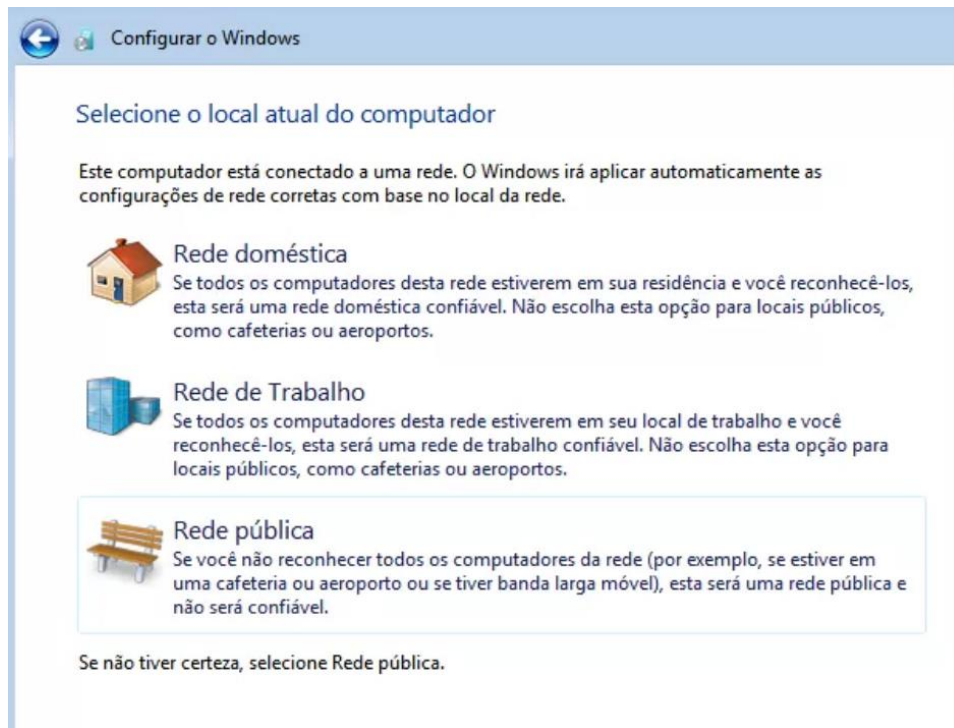 Configurar o Windows
Selecione o local atual do computador
Este computador está conectado a uma rede. O Windows irá aplicar automaticamente as
configurações de rede corretas com base no local da rede.
Rede doméstica
Se todos os computadores desta rede estiverem em sua residência e você reconhecê-los,
esta será uma rede doméstica confiável. Não escolha esta opção para locais públicos,
como cafeterias ou aeroportos.
Rede de Trabalho
Se todos os computadores desta rede estiverem em seu local de trabalho e você
reconhecê-los, esta será uma rede de trabalho confiável. Não escolha esta opção para
locais públicos, como cafeterias ou aeroportos.
Rede pública
Se você não reconhecer todos os computadores da rede (por exemplo, se estiver em
uma cafeteria ou aeroporto ou se tiver banda larga móvel), esta será uma rede pública e
não será confiável.
Se não tiver certeza, selecione Rede pública.